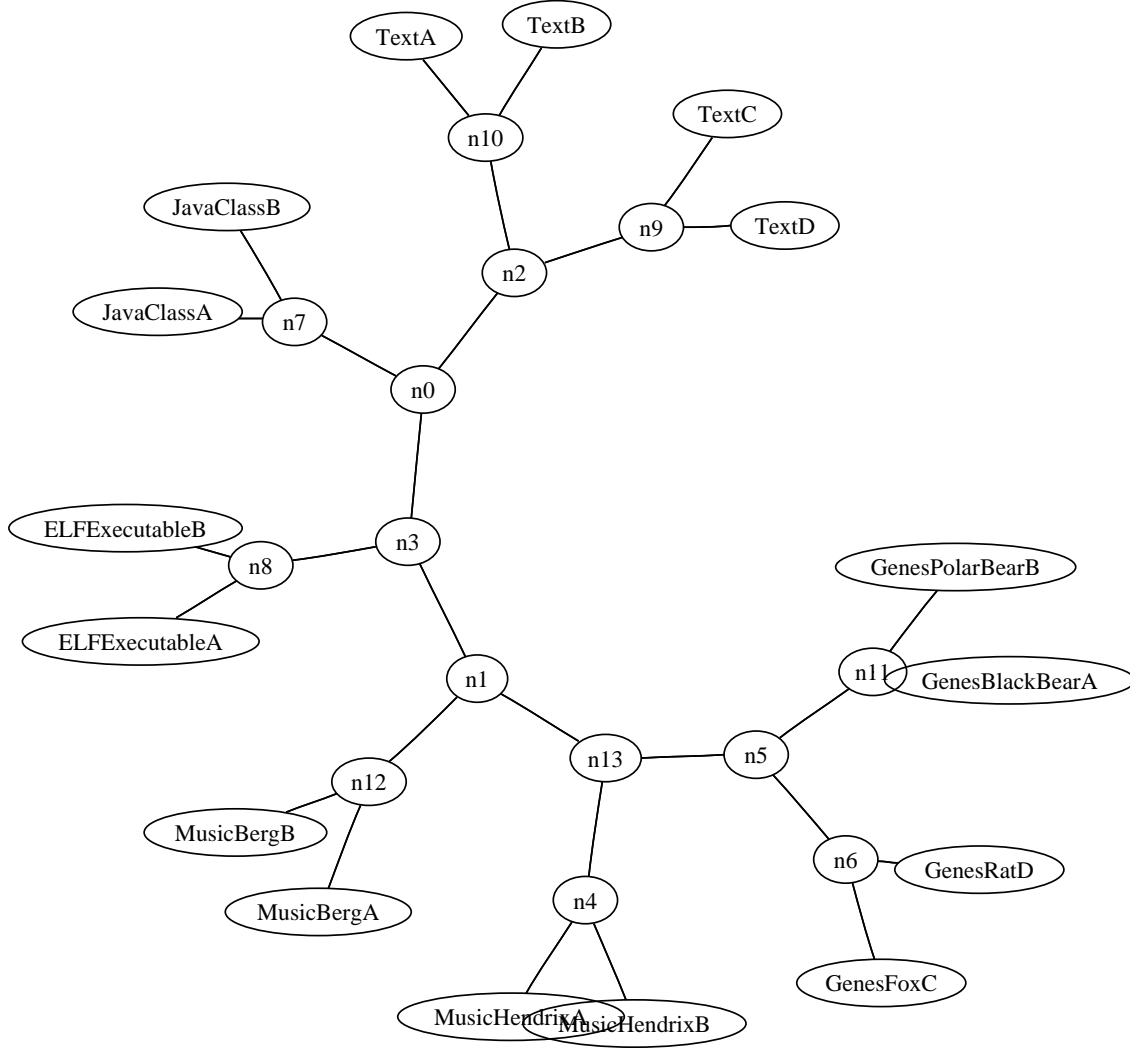 TextB
TextA
TextC
n10
JavaClassB
TextD
n9
n2
JavaClassA
n7
n0
ELFExecutableB
n3
n8
GenesPolarBearB
ELFExecutableA
n11
n1
GenesBlackBearA
n5
n13
n12
MusicBergB
n6
GenesRatD
n4
MusicBergA
GenesFoxC
MusicHendrixA
MusicHendrixB